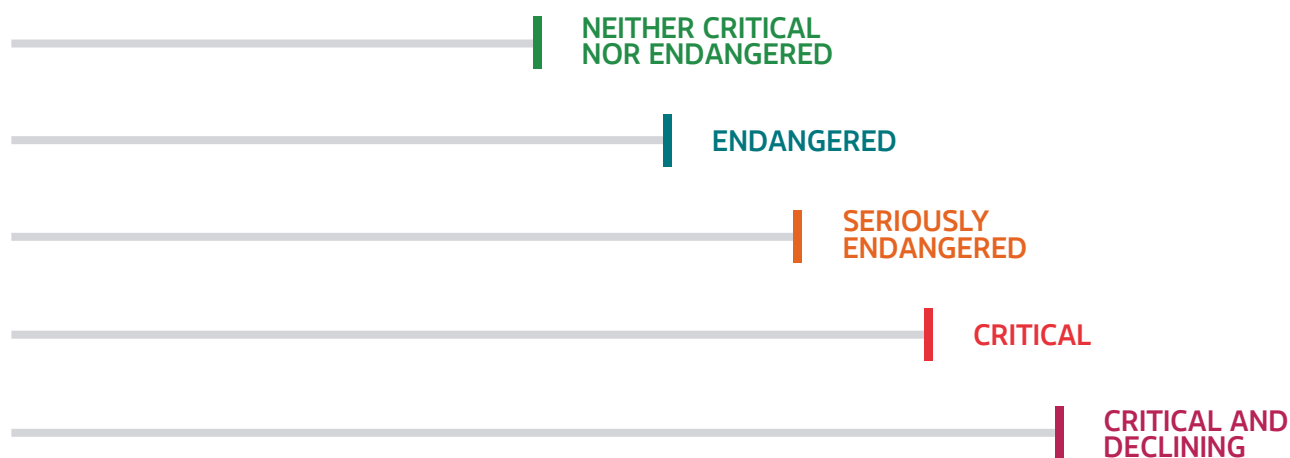 NEITHER CRITICAL
NOR ENDANGERED
ENDANGERED
SERIOUSLY
ENDANGERED
CRITICAL
CRITICAL AND
DECLINING